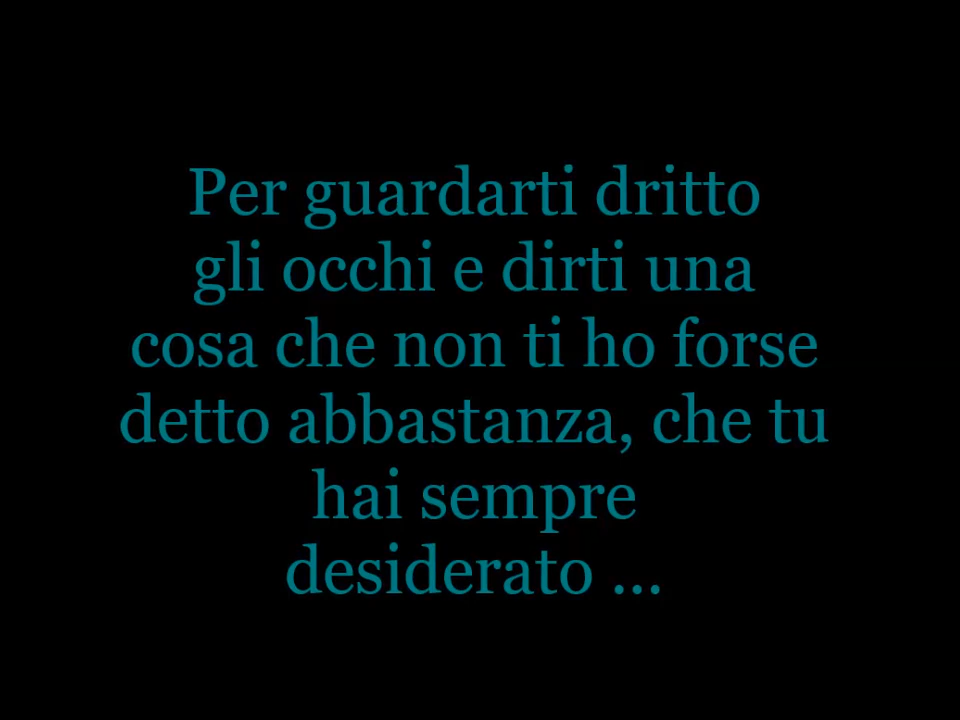 Per guardarti dritto
gli occhi e dirti una
cosa che non ti ho forse
detto abbastanza, che tu
hai sempre
desiderato ...